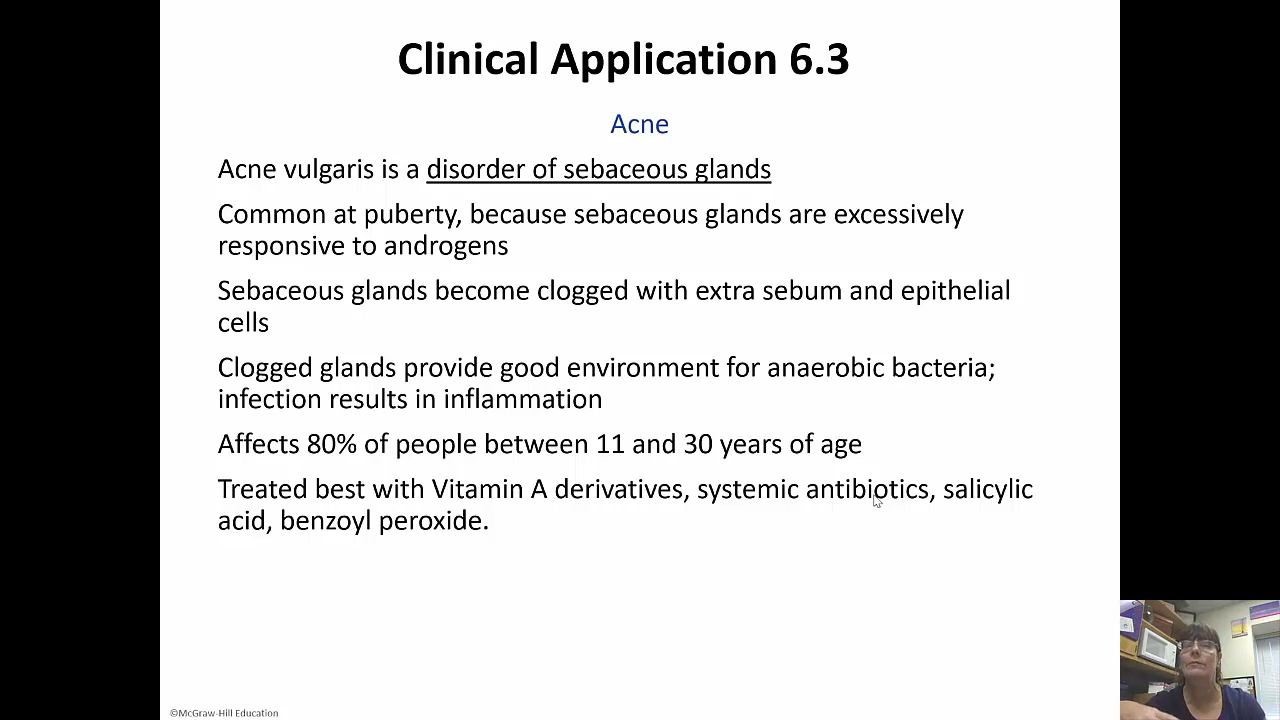 Clinical Application 6.3
Acne
Acne vulgaris is a disorder of sebaceous glands
Common at puberty, because sebaceous glands are excessively
responsive to androgens
Sebaceous glands become clogged with extra sebum and epithelial
cells
Clogged glands provide good environment for anaerobic bacteria;
infection results in inflammation
Affects 80% of people between 11 and 30 years of age
Treated best with Vitamin A derivatives, systemic antibiotics, salicylic
acid, benzoyl peroxide.
©McGraw-Hill Education